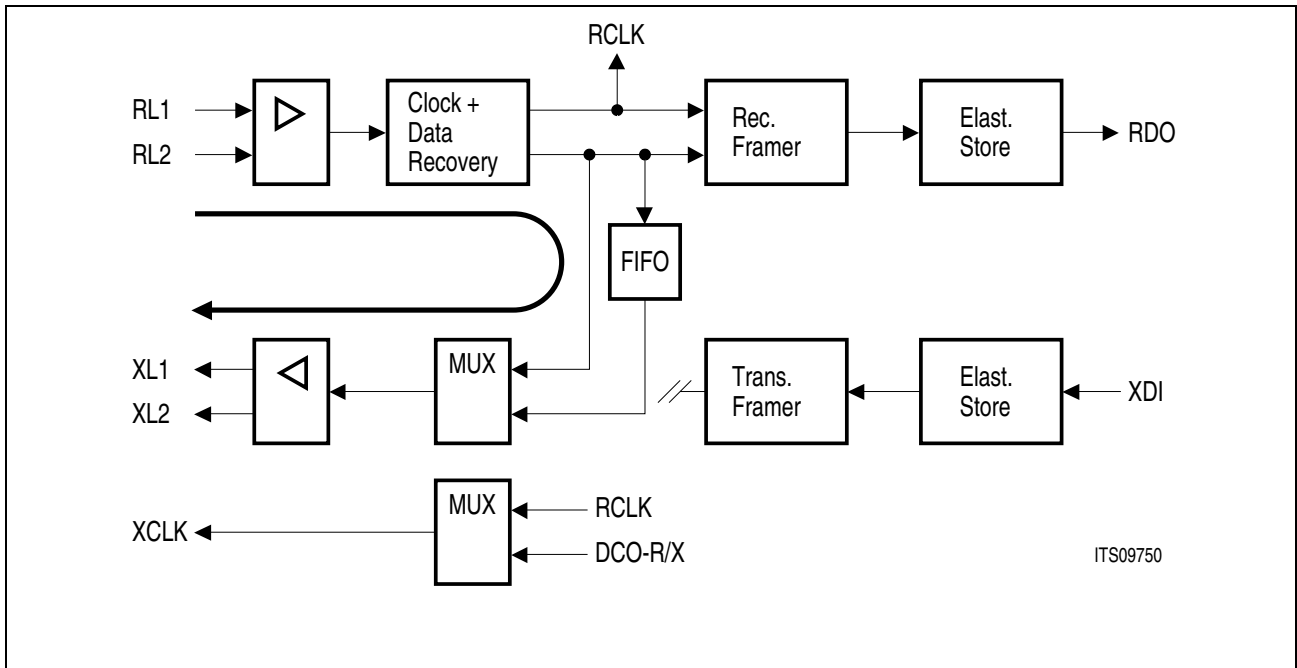 RCLK
RL1
RL2
Clock +
Data
Recovery
Rec.
Framer
Elast.
Store
RDO
FIFO
XL1
XL2
MUX
Trans.
Framer
Elast.
Store
XDI
XCLK
MUX
RCLK
DCO-R/X
ITS09750